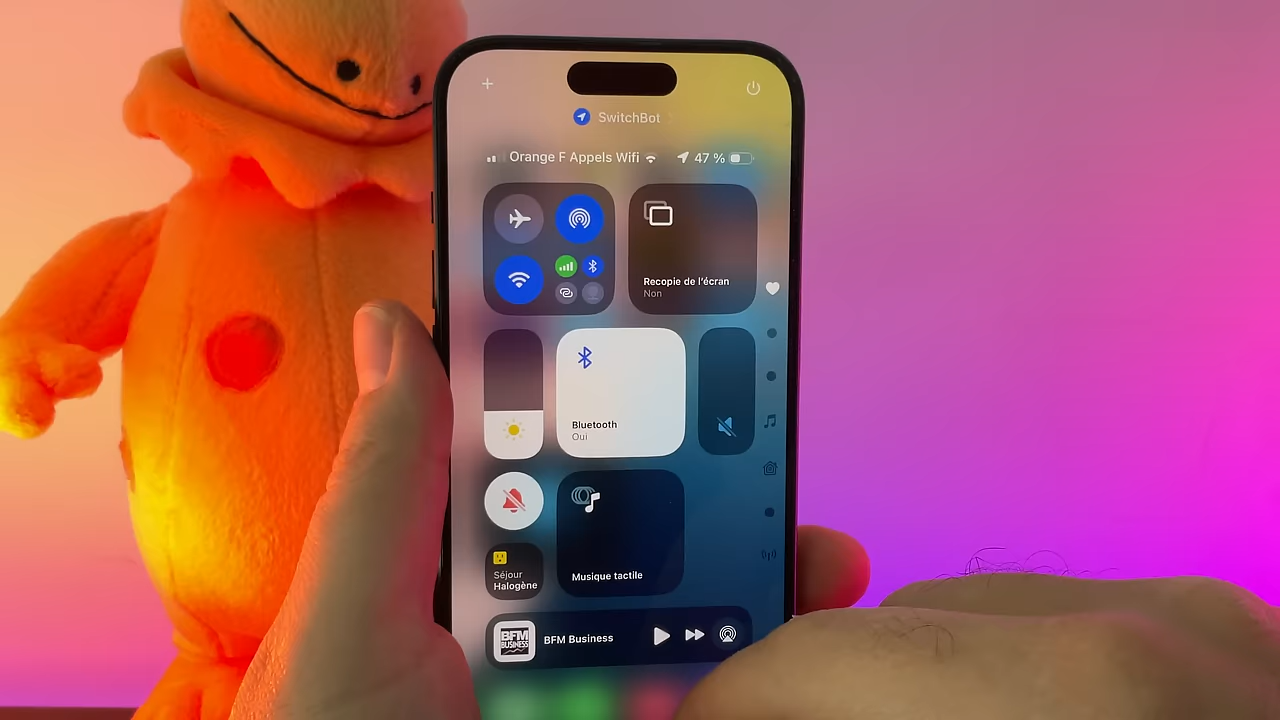 SwitchBot
Orange F Appels Wifi 47 %
Recopie de l'écran
Non
Bluetooth
Oui
Séjour
Halogène
Musique tactile
BFM
BUSINESS
BFM Business